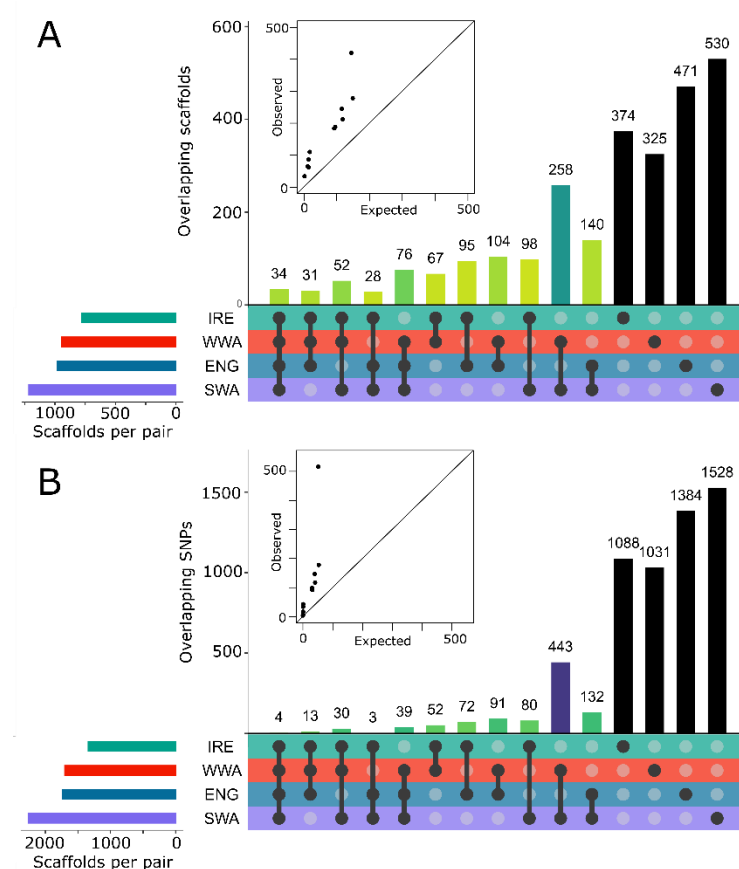 A
600
400
200
0
Overlapping scaffolds
500
0
Observed
0
Expected
500
34
31
52
28
76
67
95
104
98
258
140
374
325
471
530
IRE
WWA
ENG
SWA
1000
500
0
Scaffolds per pair
B
1500
1000
500
Overlapping SNPs
500
0
Observed
0
Expected
500
4
13
30
3
39
52
72
91
80
443
132
1088
1031
1384
1528
IRE
WWA
ENG
SWA
2000
1000
0
Scaffolds per pair